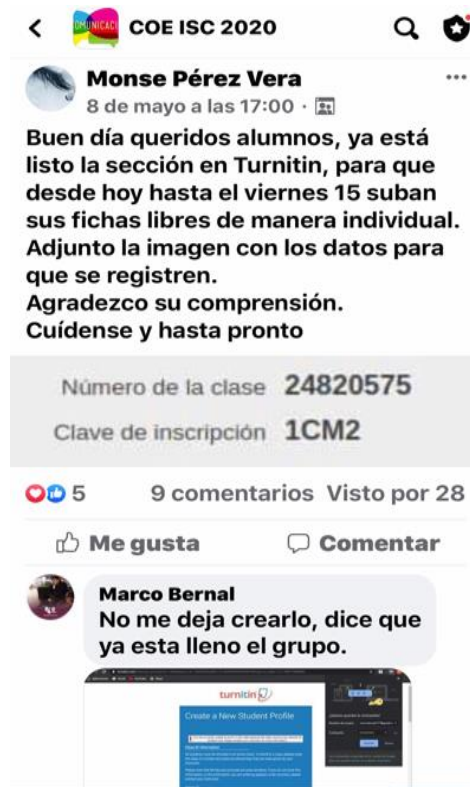 COE ISC 2020
Monse Pérez Vera
8 de mayo a las 17:00 ·
Buen día queridos alumnos, ya está
listo la sección en Turnitin, para que
desde hoy hasta el viernes 15 suban
sus fichas libres de manera individual.
Adjunto la imagen con los datos para
que se registren.
Agradezco su comprensión.
Cuídense y hasta pronto
Número de la clase 24820575
Clave de inscripción 1CM2
5 9 comentarios Visto por 28
Me gusta Comentar
Marco Bernal
No me deja crearlo, dice que
ya esta lleno el grupo.
turnitin
Create a New Student Profile